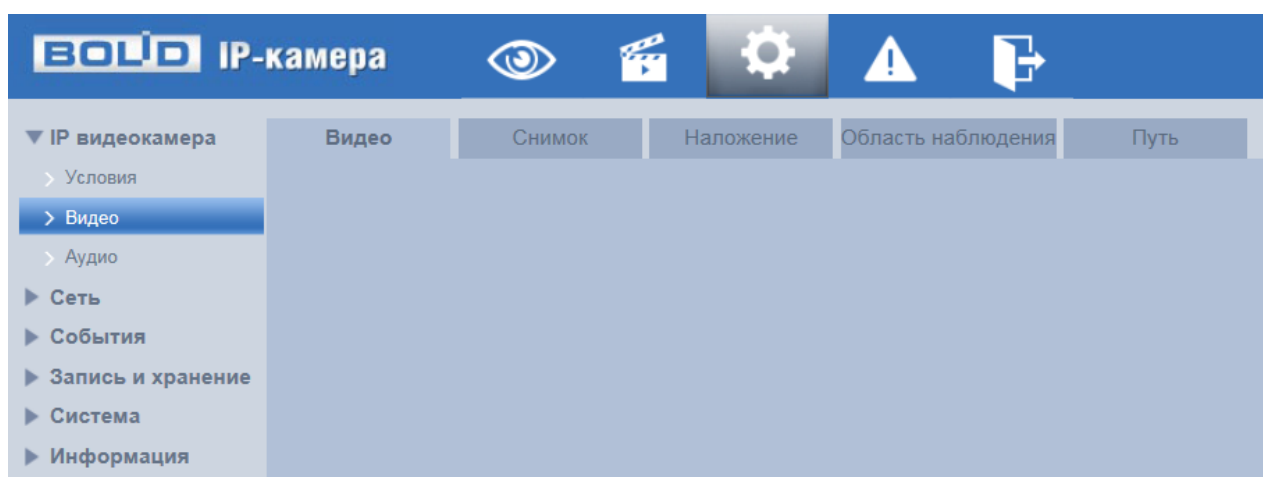 BOLID IP-камера
IP видеокамера
Видео
Снимок
Наложение
Область наблюдения
Путь
Условия
Видео
Аудио
Сеть
События
Запись и хранение
Система
Информация